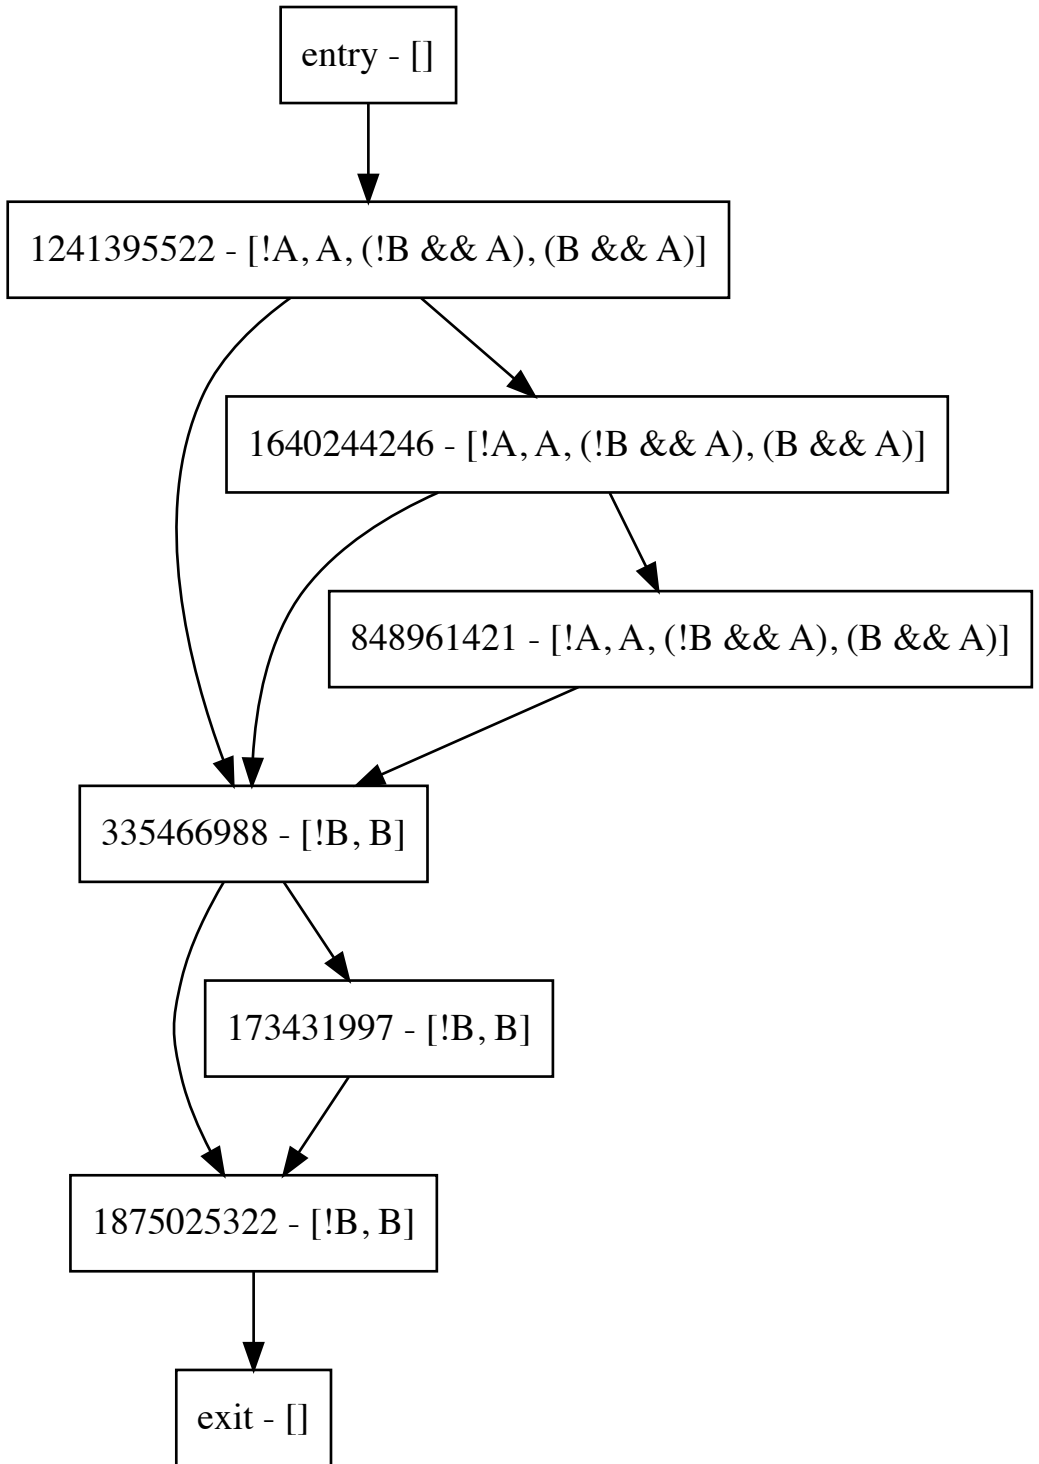 entry - []
1241395522 - [!A, A, (!B && A), (B && A)]
1640244246 - [!A, A, (!B && A), (B && A)]
848961421 - [!A, A, (!B && A), (B && A)]
335466988 - [!B, B]
173431997 - [!B, B]
1875025322 - [!B, B]
exit - []